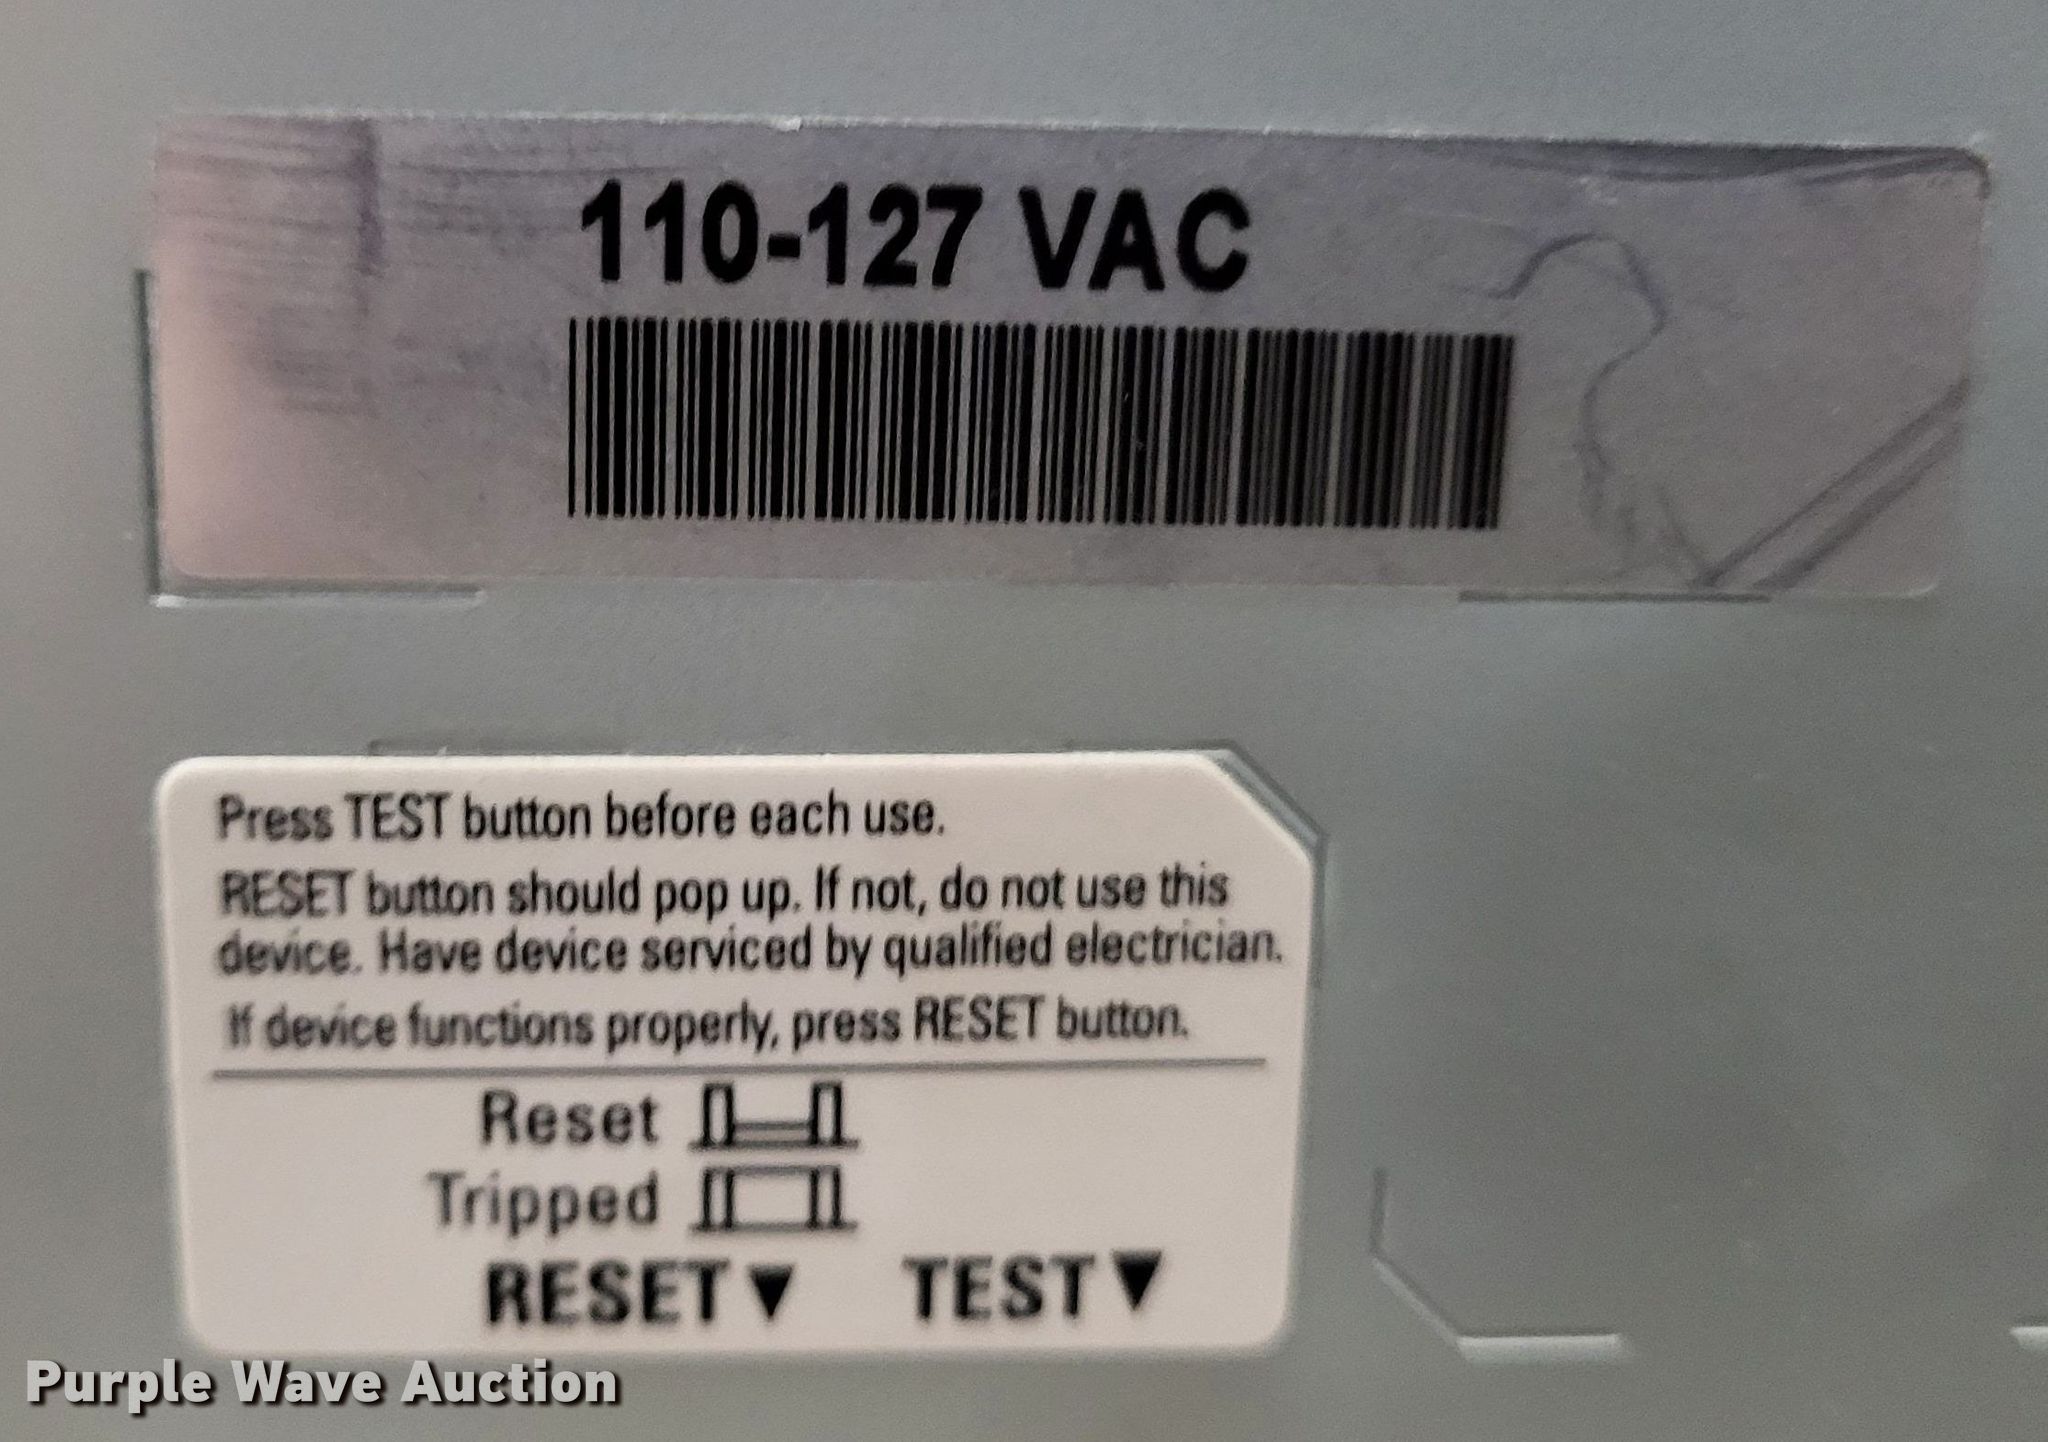 110-127 VAC
Press TEST button before each use.
RESET button should pop up. If not, do not use this
device. Have device serviced by qualified electrician.
If device functions properly, press RESET button.
Reset
Tripped
RESET ▼ TEST ▼
Purple Wave Auction